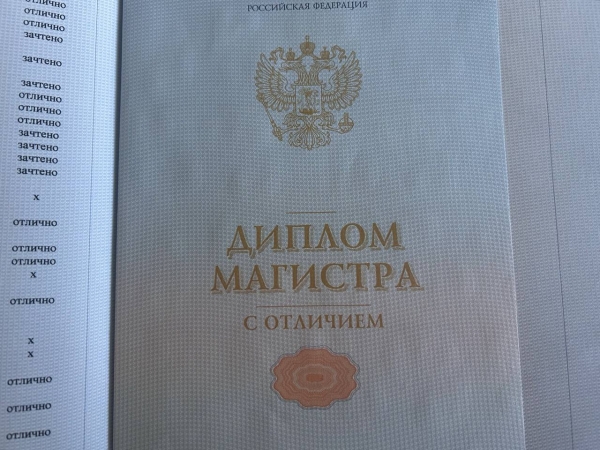 отлично
отлично
отлично
зачтено
зачтено
зачтено
отлично
отлично
отлично
зачтено
зачтено
зачтено
зачтено
х
отлично
отлично
отлично
х
отлично
х
х
отлично
отлично
отлично
РОССИЙСКАЯ ФЕДЕРАЦИЯ
ДИПЛОМ
МАГИСТРА
С ОТЛИЧИЕМ